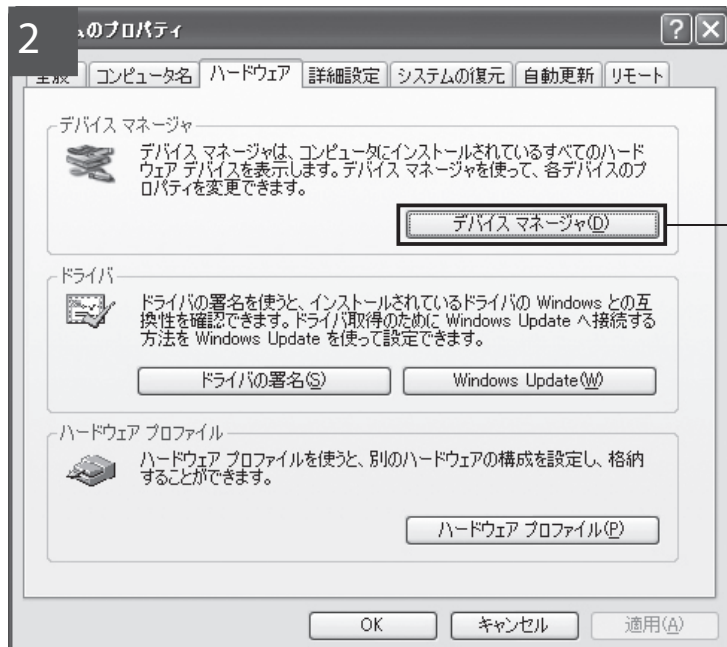 2
のプロパティ
全般 コンピュータ名 ハードウェア 詳細設定 システムの復元 自動更新 リモート
デバイス マネージャ
デバイス マネージャは、コンピュータにインストールされているすべてのハード
ウェア デバイスを表示します。デバイス マネージャを使って、各デバイスのプ
ロパティを変更できます。
デバイス マネージャ(D)
ドライバ
ドライバの署名を使うと、インストールされているドライバの Windows との互
換性を確認できます。ドライバ取得のために Windows Update へ接続する
方法を Windows Update を使って設定できます。
ドライバの署名(S) Windows Update(W)
ハードウェア プロファイル
ハードウェア プロファイルを使うと、別のハードウェアの構成を設定し、格納
することができます。
ハードウェア プロファイル(P)
OK キャンセル 適用(A)